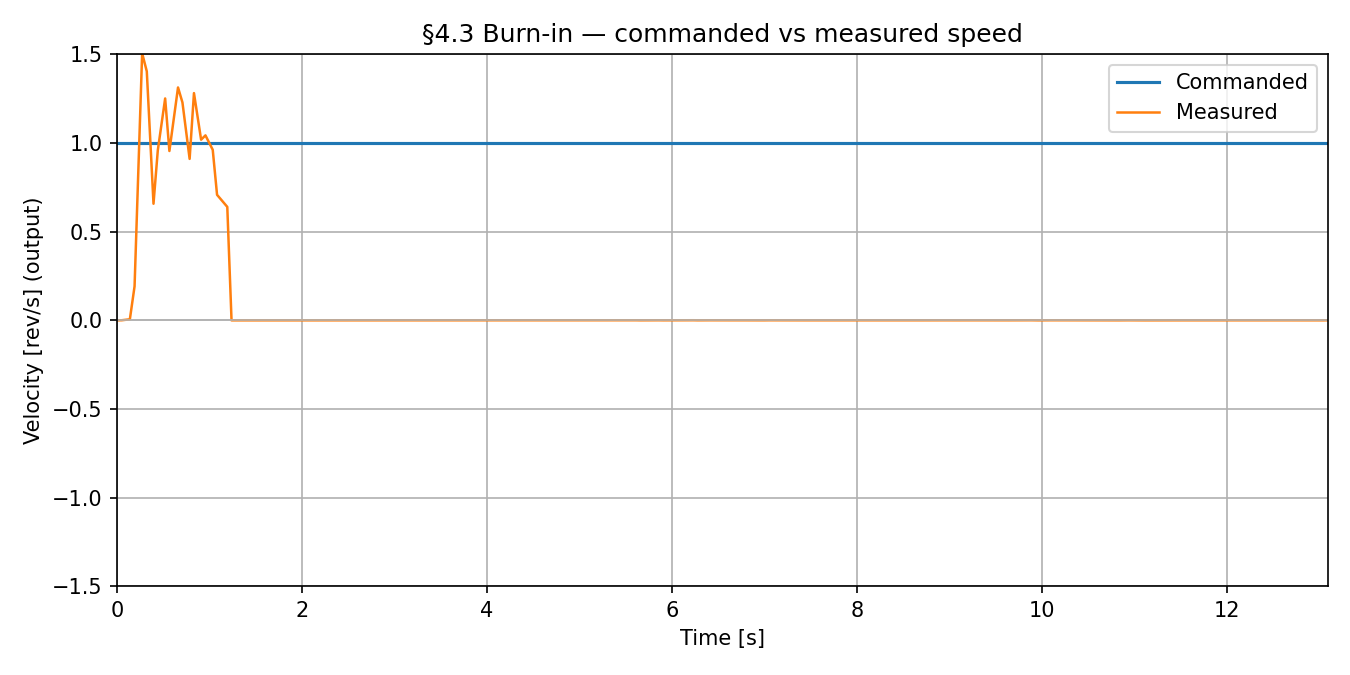 §4.3 Burn-in — commanded vs measured speed
Commanded
Measured
Velocity [rev/s] (output)
1.5
1.0
0.5
0.0
−0.5
−1.0
−1.5
0 2 4 6 8 10 12
Time [s]